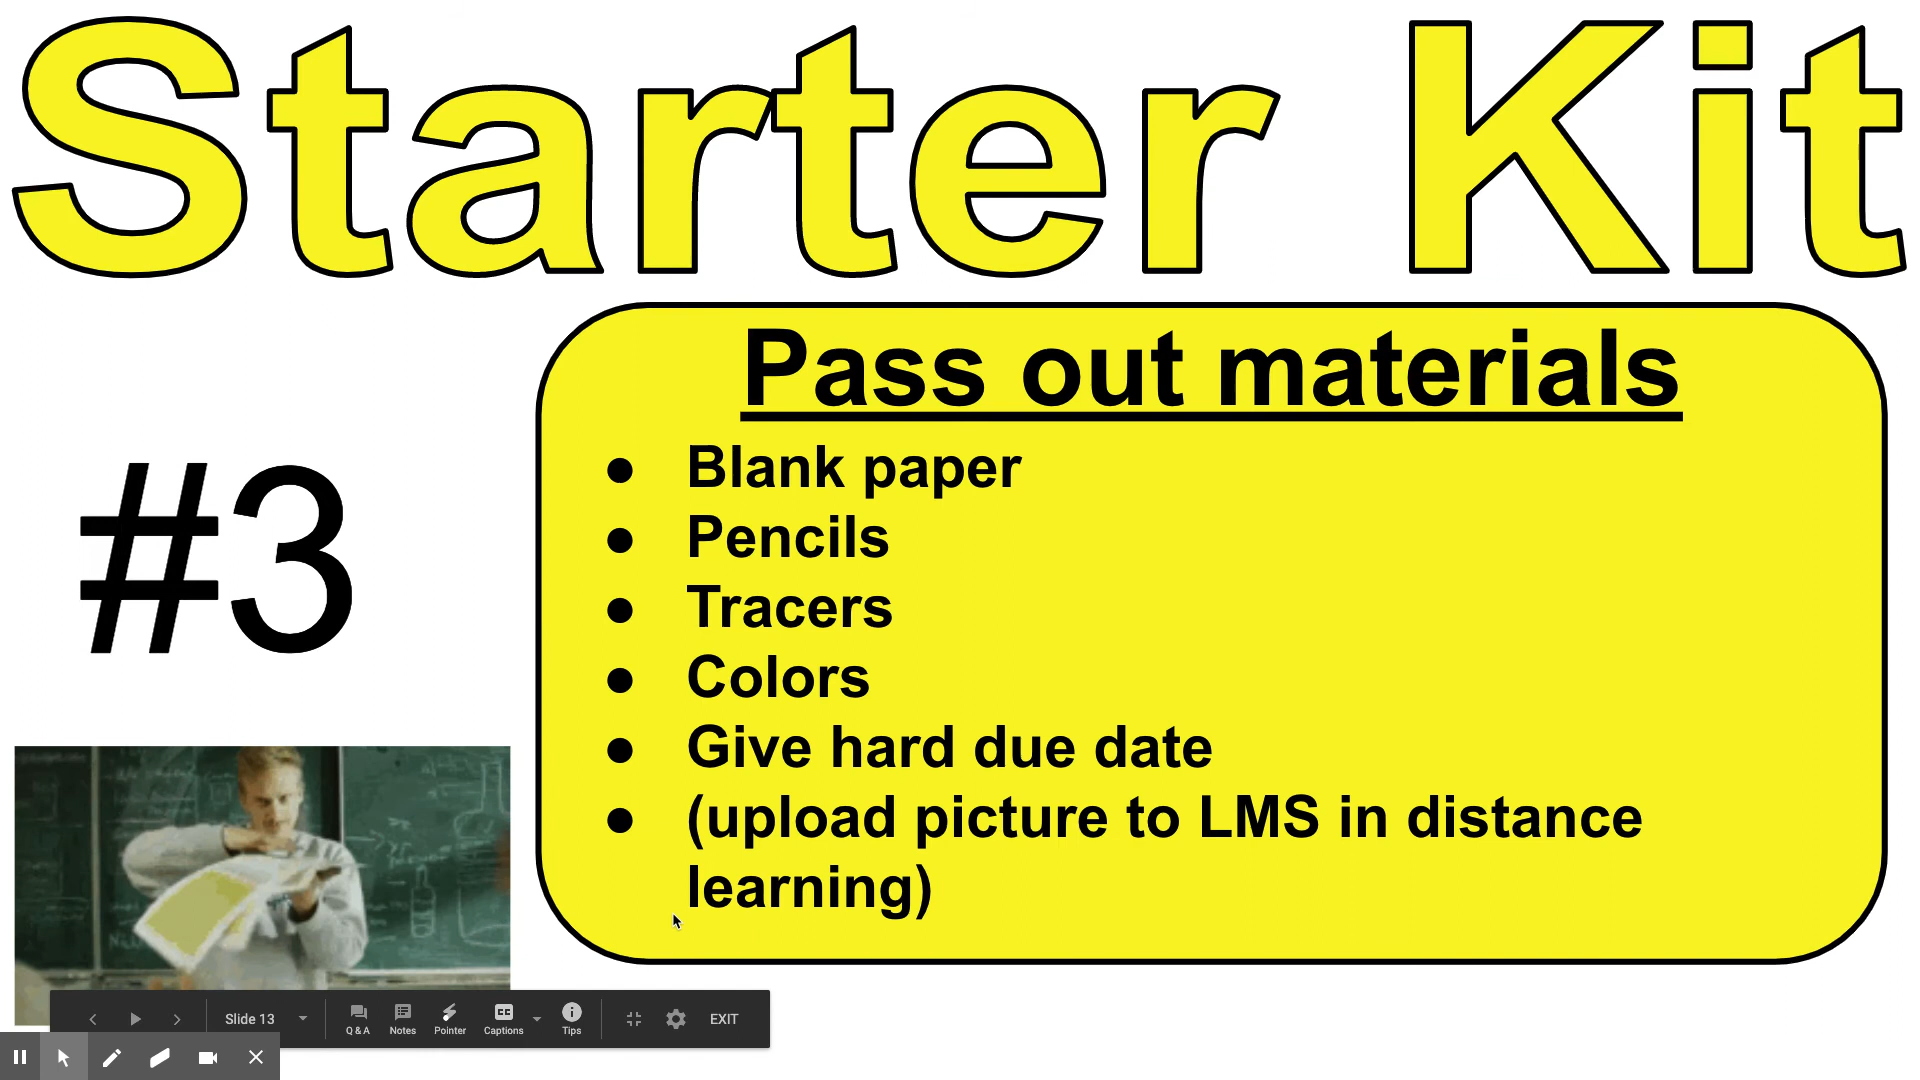 Starter Kit
#3
Pass out materials
● Blank paper
● Pencils
● Tracers
● Colors
● Give hard due date
● (upload picture to LMS in distance
learning)
Slide 13
Q & A
Notes
Pointer
CC
Captions
Tips
EXIT